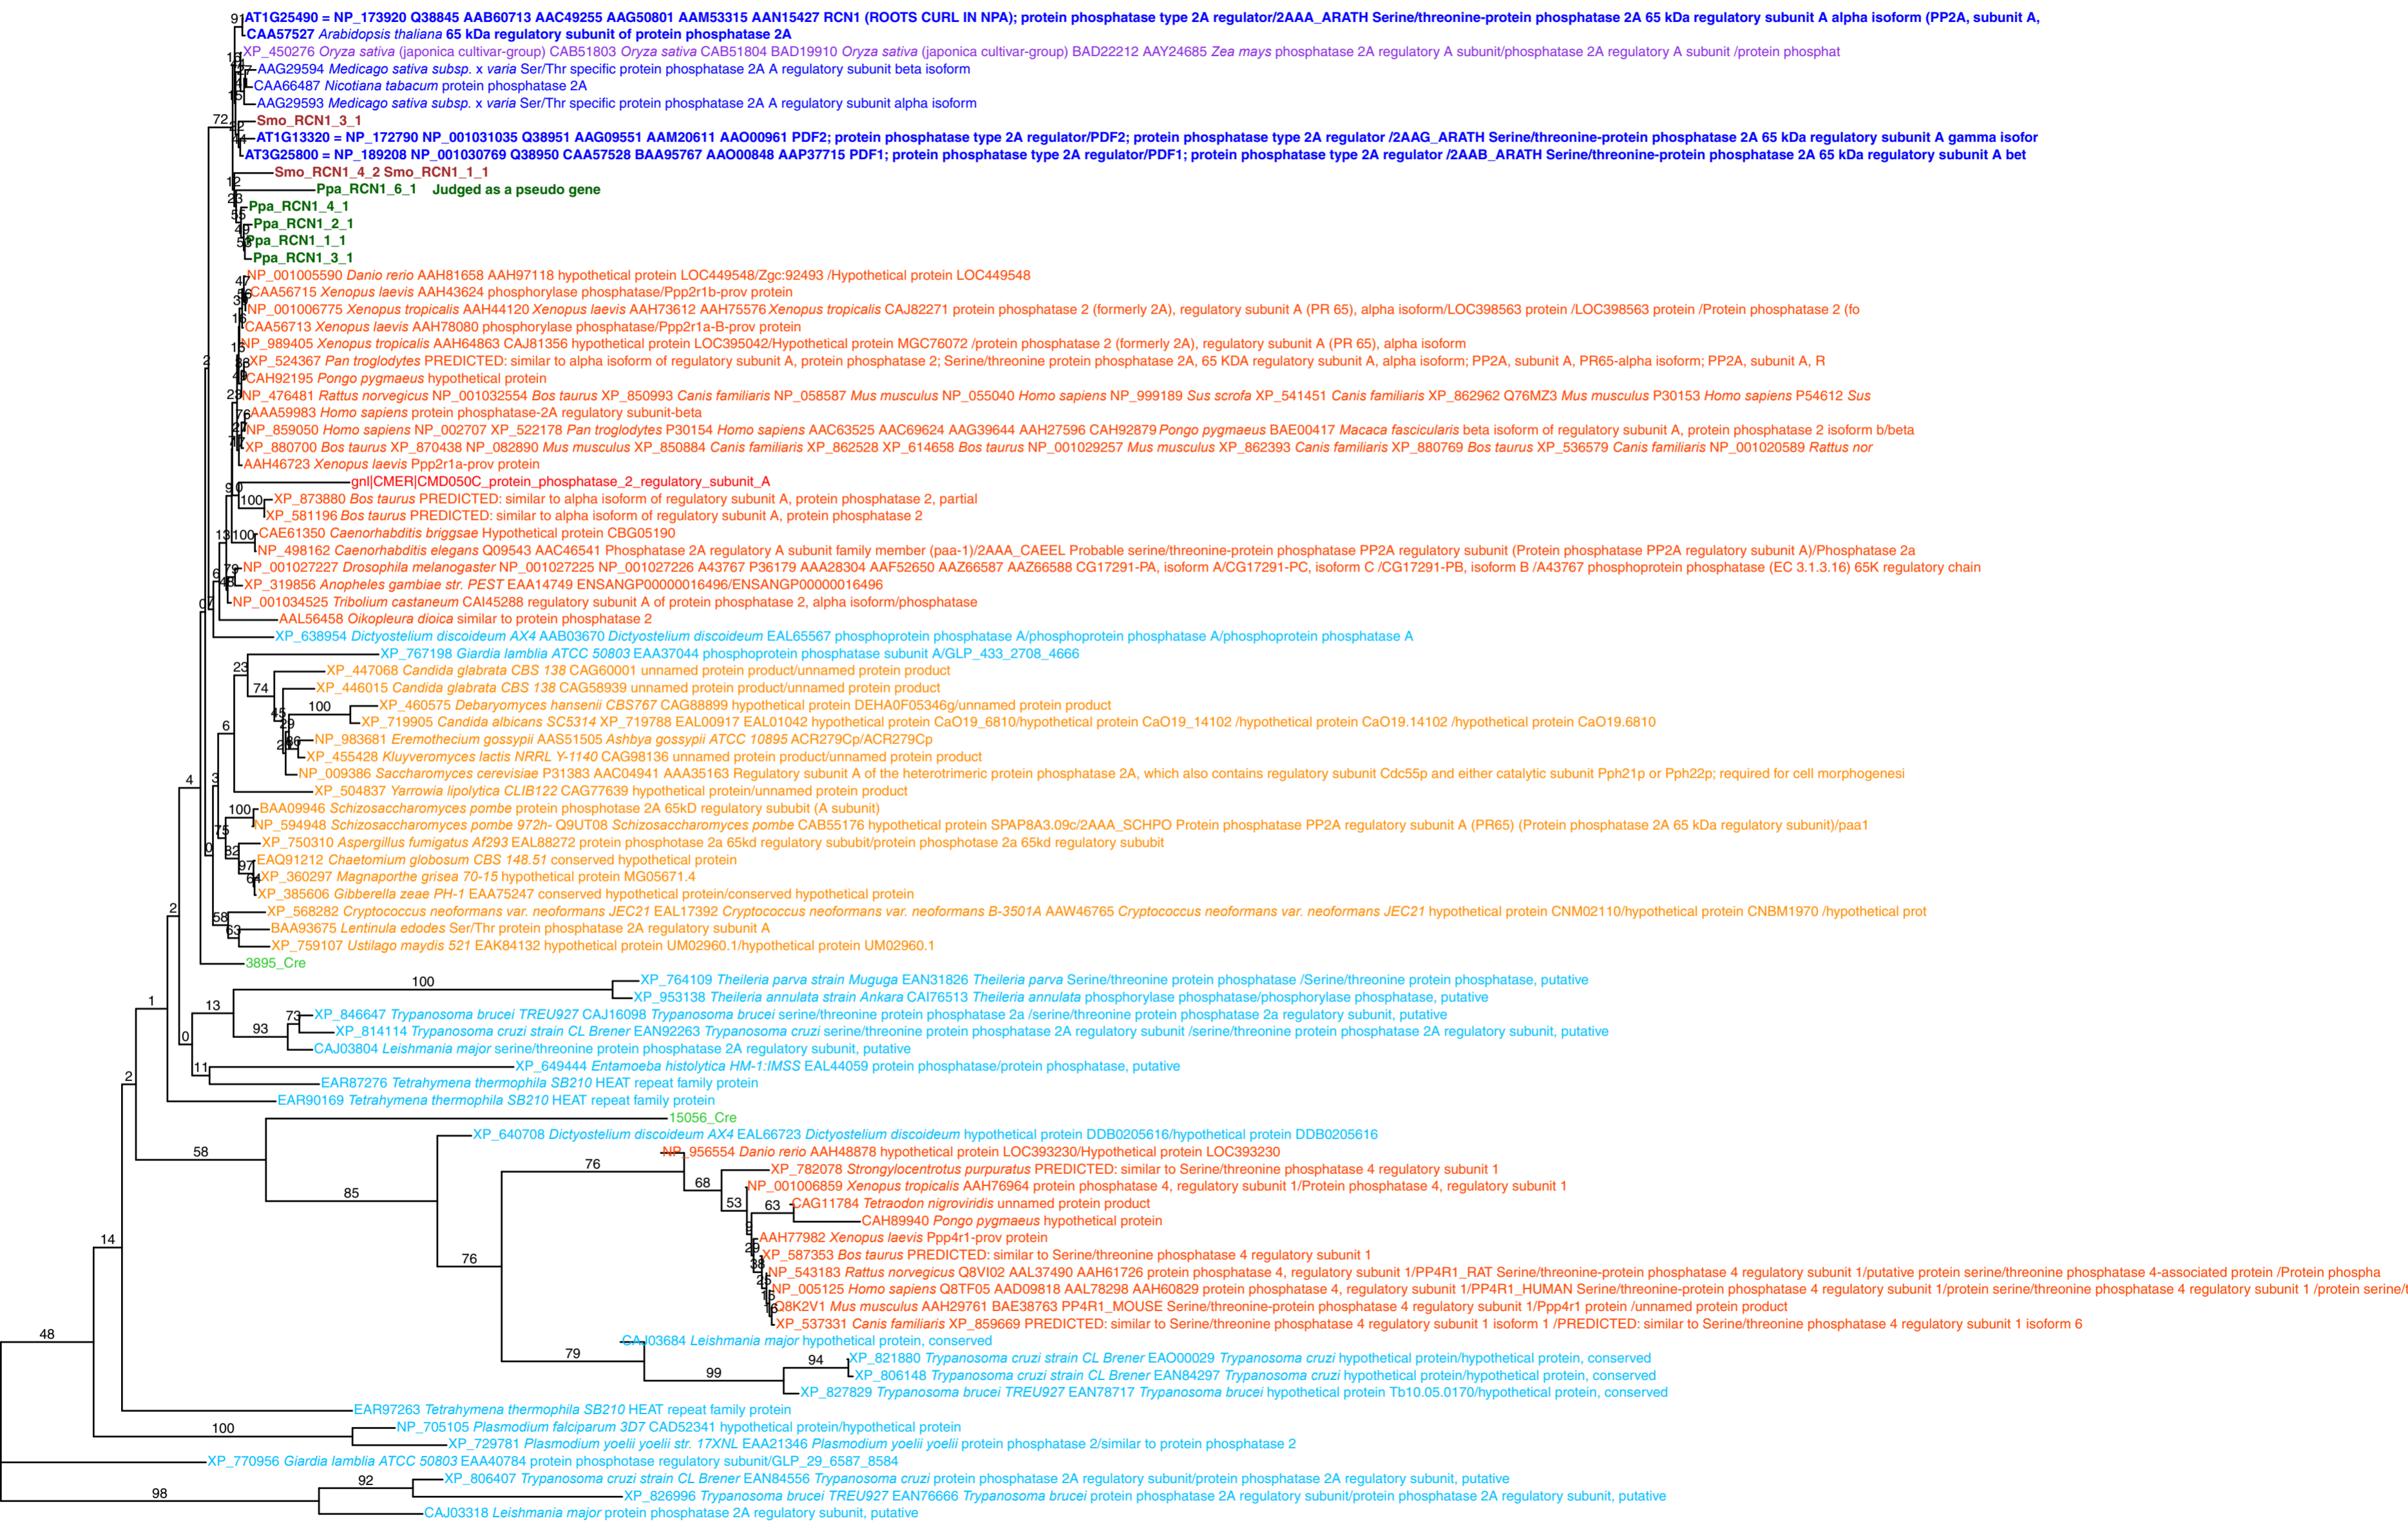 AT1G25490 = NP_173920 Q38845 AAB60713 AAC49255 AAG50801 AAM53315 AAN15427 RCN1 (ROOTS CURL IN NPA); protein phosphatase type 2A regulator/2AAA_ARATH Serine/threonine-protein phosphatase 2A 65 kDa regulatory subunit A alpha isoform (PP2A, subunit A,
CAA57527 Arabidopsis thaliana 65 kDa regulatory subunit of protein phosphatase 2A
XP_450276 Oryza sativa (japonica cultivar-group) CAB51803 Oryza sativa CAB51804 BAD19910 Oryza sativa (japonica cultivar-group) BAD22212 AAY24685 Zea mays phosphatase 2A regulatory A subunit/phosphatase 2A regulatory A subunit /protein phosphat
AAG29594 Medicago sativa subsp. x varia Ser/Thr specific protein phosphatase 2A A regulatory subunit beta isoform
CAA66487 Nicotiana tabacum protein phosphatase 2A
AAG29593 Medicago sativa subsp. x varia Ser/Thr specific protein phosphatase 2A A regulatory subunit alpha isoform
72 Smo_RCN1_3_1
AT1G13320 = NP_172790 NP_001031035 Q38951 AAG09551 AAM20611 AAO00961 PDF2; protein phosphatase type 2A regulator/PDF2; protein phosphatase type 2A regulator /2AAG_ARATH Serine/threonine-protein phosphatase 2A 65 kDa regulatory subunit A gamma isofor
AT3G25800 = NP_189208 NP_001030769 Q38950 CAA57528 BAA95767 AAO00848 AAP37715 PDF1; protein phosphatase type 2A regulator/PDF1; protein phosphatase type 2A regulator /2AAB_ARATH Serine/threonine-protein phosphatase 2A 65 kDa regulatory subunit A bet
Smo_RCN1_4_2 Smo_RCN1_1_1
12 Ppa_RCN1_6_1 Judged as a pseudo gene
23 Ppa_RCN1_4_1
55 Ppa_RCN1_2_1
Ppa_RCN1_1_1
Ppa_RCN1_3_1
NP_001005590 Danio rerio AAH81658 AAH97118 hypothetical protein LOC449548/Zgc:92493 /Hypothetical protein LOC449548
CAA56715 Xenopus laevis AAH43624 phosphorylase phosphatase/Ppp2r1b-prov protein
NP_001006775 Xenopus tropicalis AAH44120 Xenopus laevis AAH73612 AAH75576 Xenopus tropicalis CAJ82271 protein phosphatase 2 (formerly 2A), regulatory subunit A (PR 65), alpha isoform/LOC398563 protein /LOC398563 protein /Protein phosphatase 2 (fo
CAA56713 Xenopus laevis AAH78080 phosphorylase phosphatase/Ppp2r1a-B-prov protein
NP_989405 Xenopus tropicalis AAH64863 CAJ81356 hypothetical protein LOC395042/Hypothetical protein MGC76072 /protein phosphatase 2 (formerly 2A), regulatory subunit A (PR 65), alpha isoform
2 XP_524367 Pan troglodytes PREDICTED: similar to alpha isoform of regulatory subunit A, protein phosphatase 2; Serine/threonine protein phosphatase 2A, 65 KDA regulatory subunit A, alpha isoform; PP2A, subunit A, PR65-alpha isoform; PP2A, subunit A, R
CAH92195 Pongo pygmaeus hypothetical protein
NP_476481 Rattus norvegicus NP_001032554 Bos taurus XP_850993 Canis familiaris NP_058587 Mus musculus NP_055040 Homo sapiens NP_999189 Sus scrofa XP_541451 Canis familiaris XP_862962 Q76MZ3 Mus musculus P30153 Homo sapiens P54612 Sus
AAA59983 Homo sapiens protein phosphatase-2A regulatory subunit-beta
NP_859050 Homo sapiens NP_002707 XP_522178 Pan troglodytes P30154 Homo sapiens AAC63525 AAC69624 AAG39644 AAH27596 CAH92879 Pongo pygmaeus BAE00417 Macaca fascicularis beta isoform of regulatory subunit A, protein phosphatase 2 isoform b/beta
XP_880700 Bos taurus XP_870438 NP_082890 Mus musculus XP_850884 Canis familiaris XP_862528 XP_614658 Bos taurus NP_001029257 Mus musculus XP_862393 Canis familiaris XP_880769 Bos taurus XP_536579 Canis familiaris NP_001020589 Rattus nor
AAH46723 Xenopus laevis Ppp2r1a-prov protein
gnl|CMER|CMD050C_protein_phosphatase_2_regulatory_subunit_A
100 XP_873880 Bos taurus PREDICTED: similar to alpha isoform of regulatory subunit A, protein phosphatase 2, partial
XP_581196 Bos taurus PREDICTED: similar to alpha isoform of regulatory subunit A, protein phosphatase 2
13 100 CAE61350 Caenorhabditis briggsae Hypothetical protein CBG05190
NP_498162 Caenorhabditis elegans Q09543 AAC46541 Phosphatase 2A regulatory A subunit family member (paa-1)/2AAA_CAEEL Probable serine/threonine-protein phosphatase PP2A regulatory subunit (Protein phosphatase PP2A regulatory subunit A)/Phosphatase 2a
NP_001027227 Drosophila melanogaster NP_001027225 NP_001027226 A43767 P36179 AAA28304 AAF52650 AAZ66587 AAZ66588 CG17291-PA, isoform A/CG17291-PC, isoform C /CG17291-PB, isoform B /A43767 phosphoprotein phosphatase (EC 3.1.3.16) 65K regulatory chain
6 XP_319856 Anopheles gambiae str. PEST EAA14749 ENSANGP00000016496/ENSANGP00000016496
NP_001034525 Tribolium castaneum CAI45288 regulatory subunit A of protein phosphatase 2, alpha isoform/phosphatase
AAL56458 Oikopleura dioica similar to protein phosphatase 2
XP_638954 Dictyostelium discoideum AX4 AAB03670 Dictyostelium discoideum EAL65567 phosphoprotein phosphatase A/phosphoprotein phosphatase A/phosphoprotein phosphatase A
XP_767198 Giardia lamblia ATCC 50803 EAA37044 phosphoprotein phosphatase subunit A/GLP_433_2708_4666
23 XP_447068 Candida glabrata CBS 138 CAG60001 unnamed protein product/unnamed protein product
74 XP_446015 Candida glabrata CBS 138 CAG58939 unnamed protein product/unnamed protein product
100 XP_460575 Debaryomyces hansenii CBS767 CAG88899 hypothetical protein DEHA0F05346g/unnamed protein product
XP_719905 Candida albicans SC5314 XP_719788 EAL00917 EAL01042 hypothetical protein CaO19_6810/hypothetical protein CaO19_14102 /hypothetical protein CaO19.14102 /hypothetical protein CaO19.6810
6 NP_983681 Eremothecium gossypii AAS51505 Ashbya gossypii ATCC 10895 ACR279Cp/ACR279Cp
XP_455428 Kluyveromyces lactis NRRL Y-1140 CAG98136 unnamed protein product/unnamed protein product
4 3 NP_009386 Saccharomyces cerevisiae P31383 AAC04941 AAA35163 Regulatory subunit A of the heterotrimeric protein phosphatase 2A, which also contains regulatory subunit Cdc55p and either catalytic subunit Pph21p or Pph22p; required for cell morphogenesi
XP_504837 Yarrowia lipolytica CLIB122 CAG77639 hypothetical protein/unnamed protein product
100 BAA09946 Schizosaccharomyces pombe protein phosphotase 2A 65kD regulatory sububit (A subunit)
75 NP_594948 Schizosaccharomyces pombe 972h- Q9UT08 Schizosaccharomyces pombe CAB55176 hypothetical protein SPAP8A3.09c/2AAA_SCHPO Protein phosphatase PP2A regulatory subunit A (PR65) (Protein phosphatase 2A 65 kDa regulatory subunit)/paa1
0 82 XP_750310 Aspergillus fumigatus Af293 EAL88272 protein phosphotase 2a 65kd regulatory sububit/protein phosphatase 2a 65kd regulatory subunit
97 EAQ91212 Chaetomium globosum CBS 148.51 conserved hypothetical protein
64 XP_360297 Magnaporthe grisea 70-15 hypothetical protein MG05671.4
XP_385606 Gibberella zeae PH-1 EAA75247 conserved hypothetical protein/conserved hypothetical protein
2 58 XP_568282 Cryptococcus neoformans var. neoformans JEC21 EAL17392 Cryptococcus neoformans var. neoformans B-3501A AAW46765 Cryptococcus neoformans var. neoformans JEC21 hypothetical protein CNM02110/hypothetical protein CNBM1970 /hypothetical prot
63 BAA93675 Lentinula edodes Ser/Thr protein phosphatase 2A regulatory subunit A
XP_759107 Ustilago maydis 521 EAK84132 hypothetical protein UM02960.1/hypothetical protein UM02960.1
3895_Cre
100 XP_764109 Theileria parva strain Muguga EAN31826 Theileria parva Serine/threonine protein phosphatase /Serine/threonine protein phosphatase, putative
1 13 XP_953138 Theileria annulata strain Ankara CAI76513 Theileria annulata phosphorylase phosphatase/phosphorylase phosphatase, putative
73 XP_846647 Trypanosoma brucei TREU927 CAJ16098 Trypanosoma brucei serine/threonine protein phosphatase 2a /serine/threonine protein phosphatase 2a regulatory subunit, putative
0 93 XP_814114 Trypanosoma cruzi strain CL Brener EAN92263 Trypanosoma cruzi serine/threonine protein phosphatase 2A regulatory subunit /serine/threonine protein phosphatase 2A regulatory subunit, putative
CAJ03804 Leishmania major serine/threonine protein phosphatase 2A regulatory subunit, putative
11 XP_649444 Entamoeba histolytica HM-1:IMSS EAL44059 protein phosphatase/protein phosphatase, putative
2 EAR87276 Tetrahymena thermophila SB210 HEAT repeat family protein
EAR90169 Tetrahymena thermophila SB210 HEAT repeat family protein
15056_Cre
XP_640708 Dictyostelium discoideum AX4 EAL66723 Dictyostelium discoideum hypothetical protein DDB0205616/hypothetical protein DDB0205616
58 NP_956554 Danio rerio AAH48878 hypothetical protein LOC393230/Hypothetical protein LOC393230
76 XP_782078 Strongylocentrotus purpuratus PREDICTED: similar to Serine/threonine phosphatase 4 regulatory subunit 1
85 68 NP_001006859 Xenopus tropicalis AAH76964 protein phosphatase 4, regulatory subunit 1/Protein phosphatase 4, regulatory subunit 1
53 63 CAG11784 Tetraodon nigroviridis unnamed protein product
CAH89940 Pongo pygmaeus hypothetical protein
14 AAH77982 Xenopus laevis Ppp4r1-prov protein
76 XP_587353 Bos taurus PREDICTED: similar to Serine/threonine phosphatase 4 regulatory subunit 1
NP_543183 Rattus norvegicus Q8VI02 AAL37490 AAH61726 protein phosphatase 4, regulatory subunit 1/PP4R1_RAT Serine/threonine-protein phosphatase 4 regulatory subunit 1/putative protein serine/threonine phosphatase 4-associated protein /Protein phospha
NP_005125 Homo sapiens Q8TF05 AAD09818 AAL78298 AAH60829 protein phosphatase 4, regulatory subunit 1/PP4R1_HUMAN Serine/threonine-protein phosphatase 4 regulatory subunit 1/protein serine/threonine phosphatase 4 regulatory subunit 1 /protein serine/t
Q8K2V1 Mus musculus AAH29761 BAE38763 PP4R1_MOUSE Serine/threonine-protein phosphatase 4 regulatory subunit 1/Ppp4r1 protein /unnamed protein product
XP_537331 Canis familiaris XP_859669 PREDICTED: similar to Serine/threonine phosphatase 4 regulatory subunit 1 isoform 1 /PREDICTED: similar to Serine/threonine phosphatase 4 regulatory subunit 1 isoform 6
48 CAJ03684 Leishmania major hypothetical protein, conserved
79 94 XP_821880 Trypanosoma cruzi strain CL Brener EAO00029 Trypanosoma cruzi hypothetical protein/hypothetical protein, conserved
99 XP_806148 Trypanosoma cruzi strain CL Brener EAN84297 Trypanosoma cruzi hypothetical protein/hypothetical protein, conserved
XP_827829 Trypanosoma brucei TREU927 EAN78717 Trypanosoma brucei hypothetical protein Tb10.05.0170/hypothetical protein, conserved
EAR97263 Tetrahymena thermophila SB210 HEAT repeat family protein
100 NP_705105 Plasmodium falciparum 3D7 CAD52341 hypothetical protein/hypothetical protein
XP_729781 Plasmodium yoelii yoelii str. 17XNL EAA21346 Plasmodium yoelii yoelii protein phosphatase 2/similar to protein phosphatase 2
XP_770956 Giardia lamblia ATCC 50803 EAA40784 protein phosphotase regulatory subunit/GLP_29_6587_8584
92 XP_806407 Trypanosoma cruzi strain CL Brener EAN84556 Trypanosoma cruzi protein phosphatase 2A regulatory subunit/protein phosphatase 2A regulatory subunit, putative
98 XP_826996 Trypanosoma brucei TREU927 EAN76666 Trypanosoma brucei protein phosphatase 2A regulatory subunit/protein phosphatase 2A regulatory subunit, putative
CAJ03318 Leishmania major protein phosphatase 2A regulatory subunit, putative